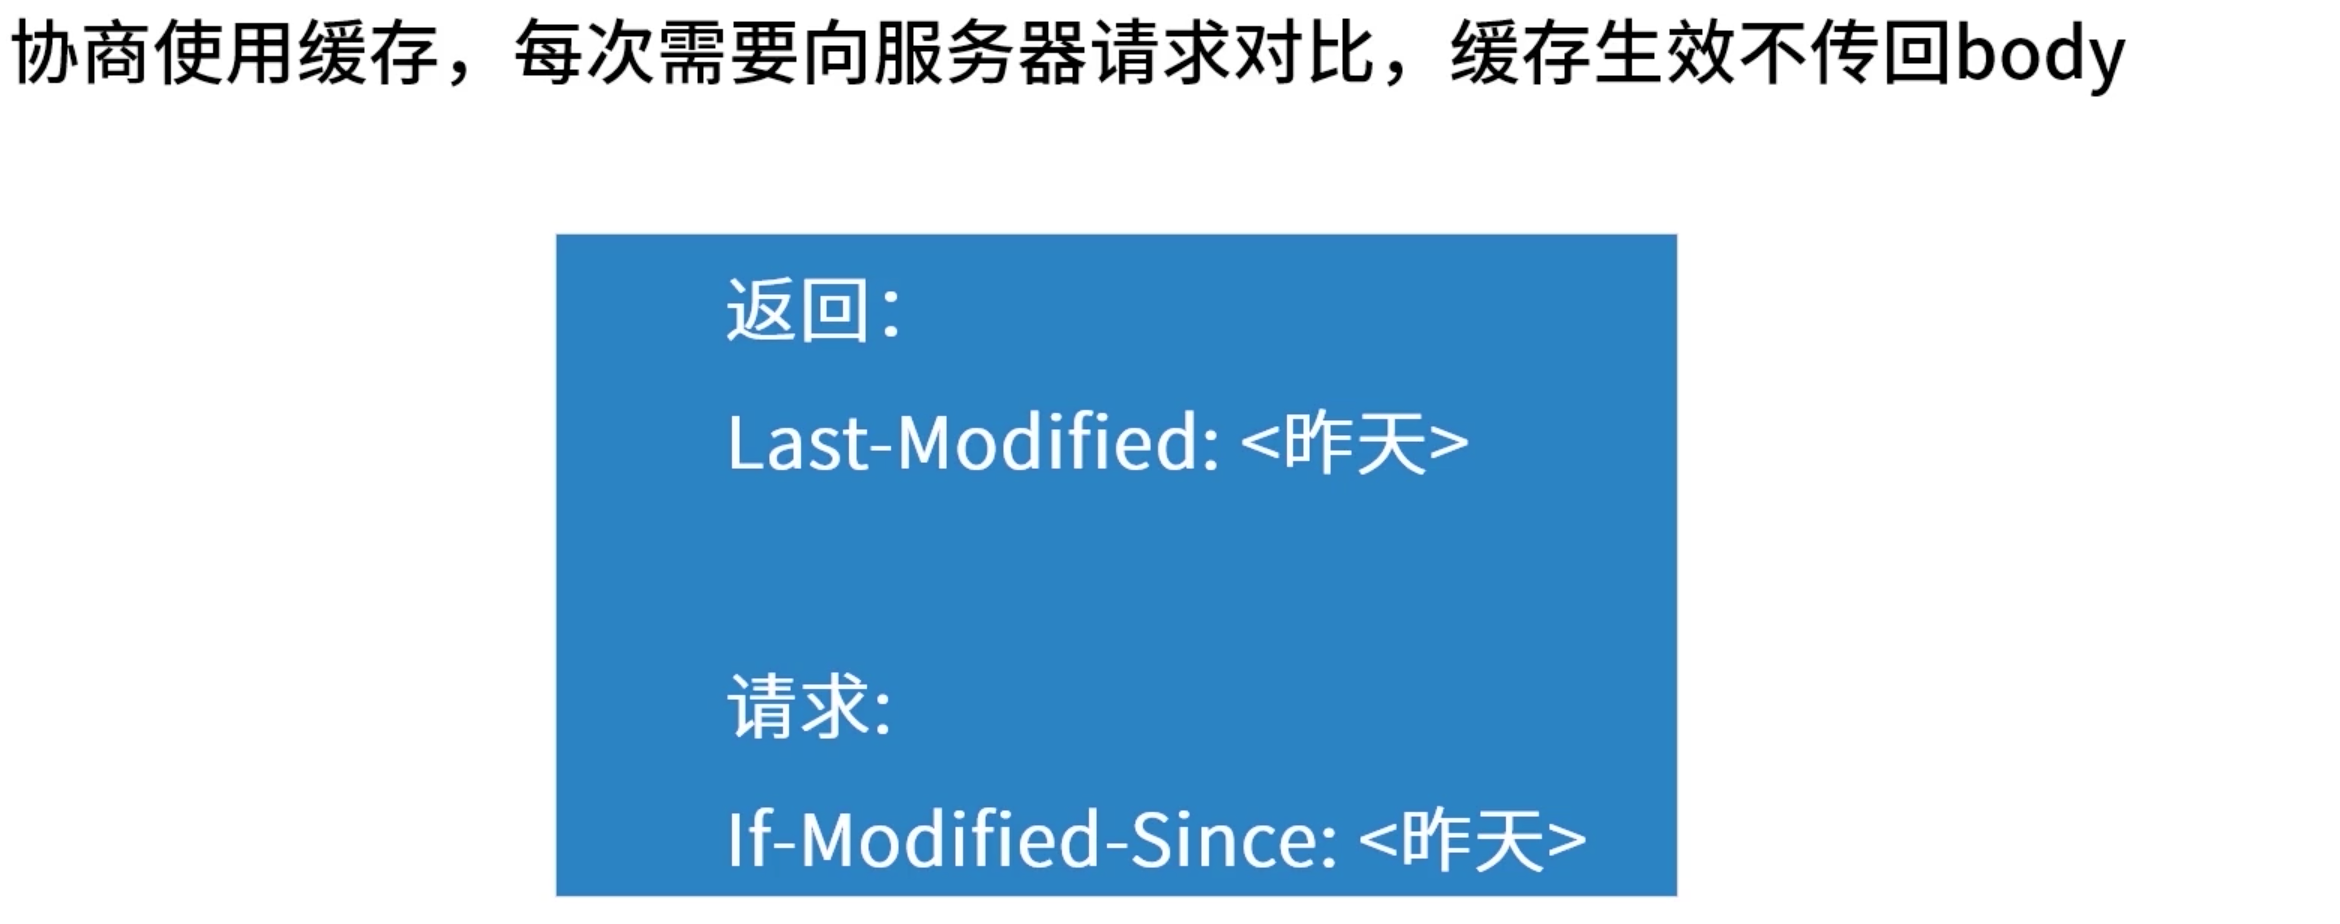 协商使用缓存，每次需要向服务器请求对比，缓存生效不传回body
返回：
Last-Modified: <昨天>
请求:
If-Modified-Since: <昨天>